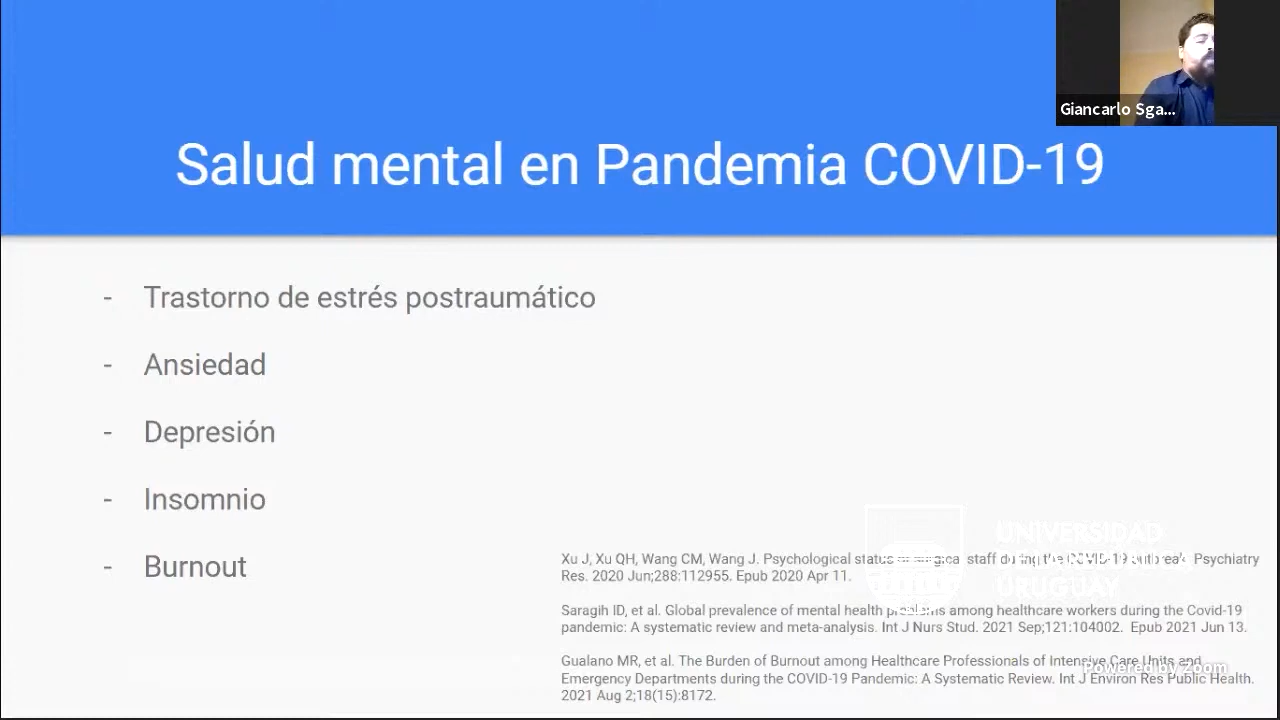 Giancarlo Sga...
Salud mental en Pandemia COVID-19
- Trastorno de estrés postraumático
- Ansiedad
- Depresión
- Insomnio
- Burnout
Xu J, Xu QH, Wang CM, Wang J. Psychological status of surgical staff during the COVID-19 outbreak. Psychiatry
Res. 2020 Jun;288:112955. Epub 2020 Apr 11.
Saragih ID, et al. Global prevalence of mental health problems among healthcare workers during the Covid-19
pandemic: A systematic review and meta-analysis. Int J Nurs Stud. 2021 Sep;121:104002. Epub 2021 Jun 13.
Gualano MR, et al. The Burden of Burnout among Healthcare Professionals of Intensive Care Units and
Emergency Departments during the COVID-19 Pandemic: A Systematic Review. Int J Environ Res Public Health.
2021 Aug 2;18(15):8172.
UNIVERSIDAD
DE LA REPÚBLICA
URUGUAY
Powered by Zoom